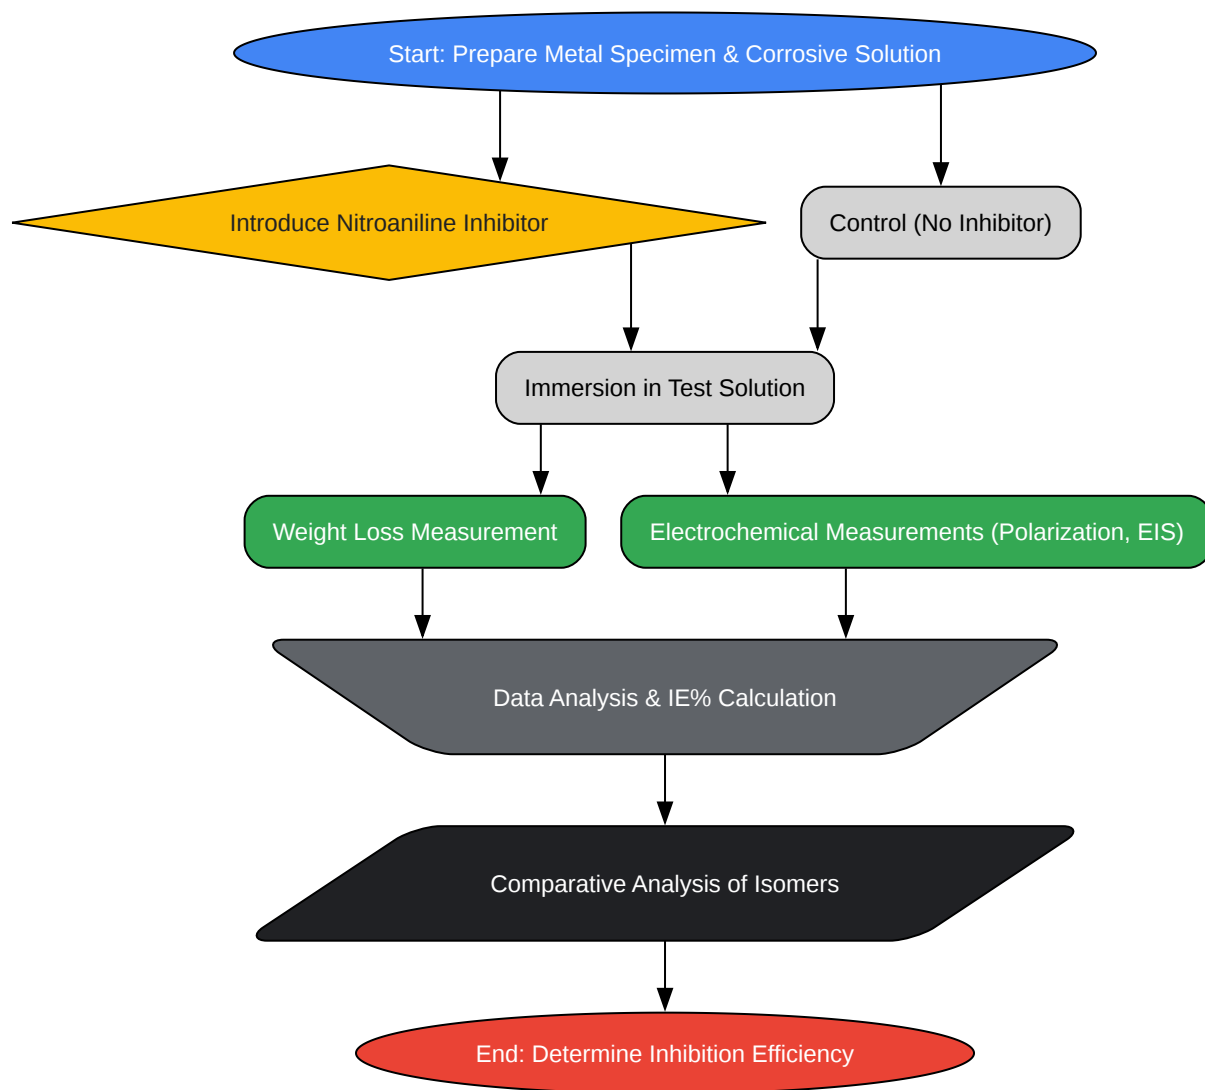 Start: Prepare Metal Specimen & Corrosive Solution
Introduce Nitroaniline Inhibitor
Control (No Inhibitor)
Immersion in Test Solution
Weight Loss Measurement
Electrochemical Measurements (Polarization, EIS)
Data Analysis & IE% Calculation
Comparative Analysis of Isomers
End: Determine Inhibition Efficiency